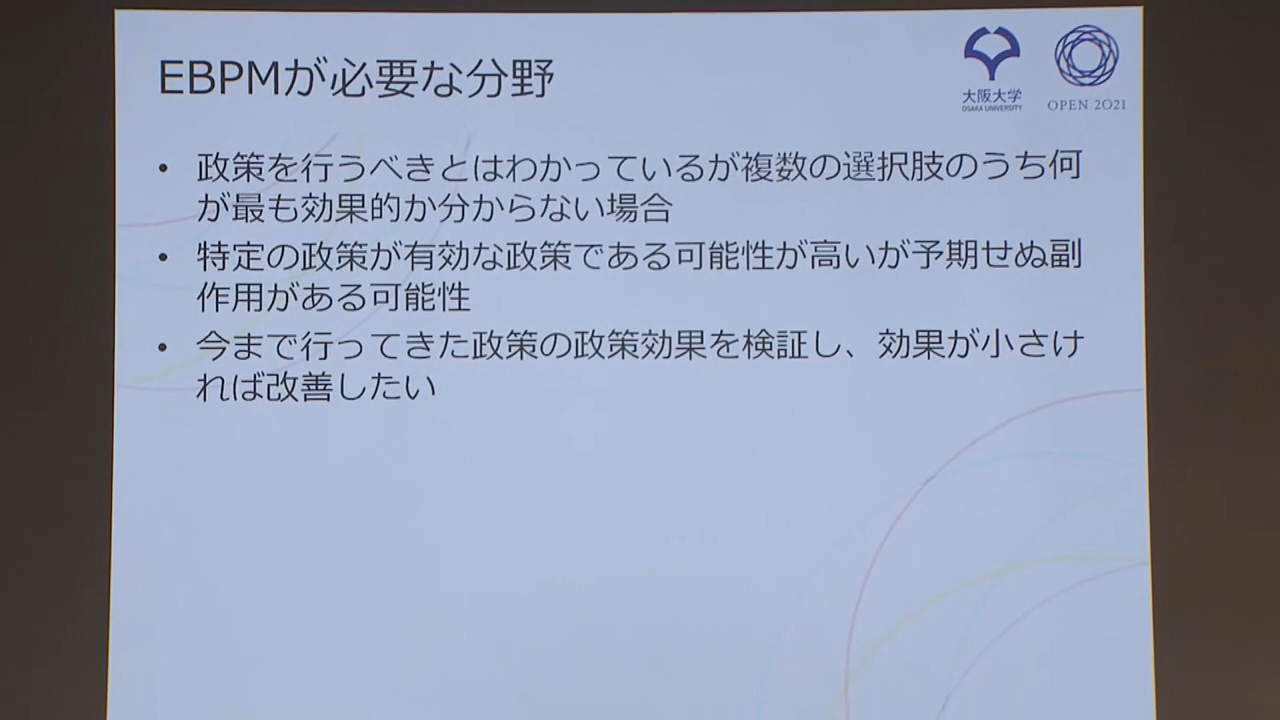 EBPMが必要な分野
大阪大学
OSAKA UNIVERSITY
OPEN 2021
• 政策を行うべきとはわかっているが複数の選択肢のうち何
が最も効果的か分からない場合
• 特定の政策が有効な政策である可能性が高いが予期せぬ副
作用がある可能性
• 今まで行ってきた政策の政策効果を検証し、効果が小さけ
れば改善したい